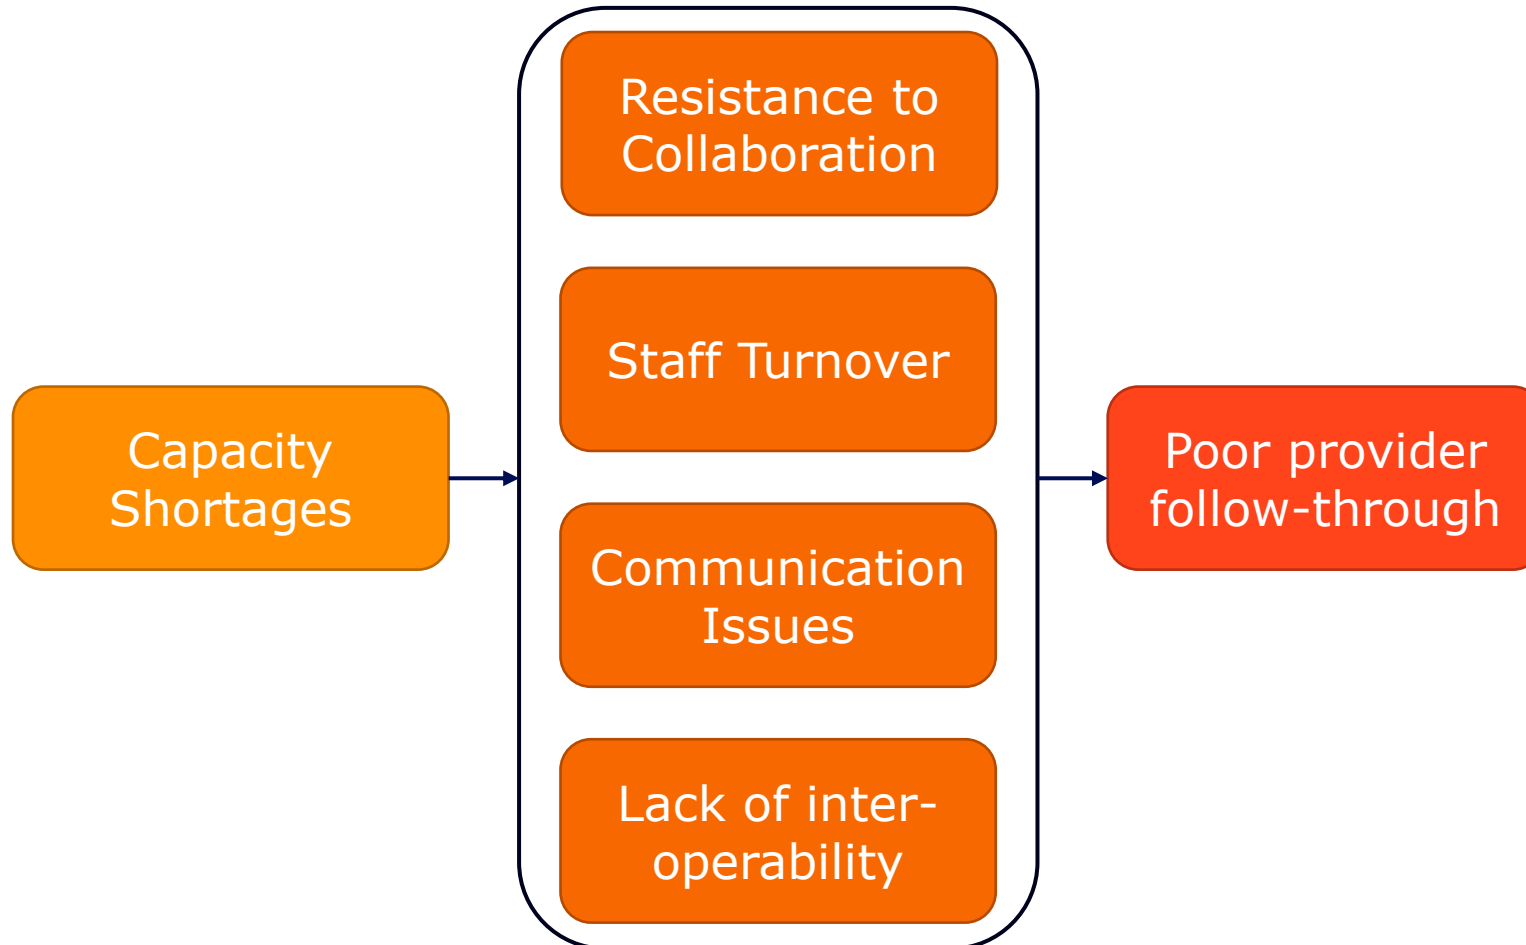 Resistance to
Collaboration
Staff Turnover
Capacity
Shortages
Poor provider
follow-through
Communication
Issues
Lack of inter-
operability